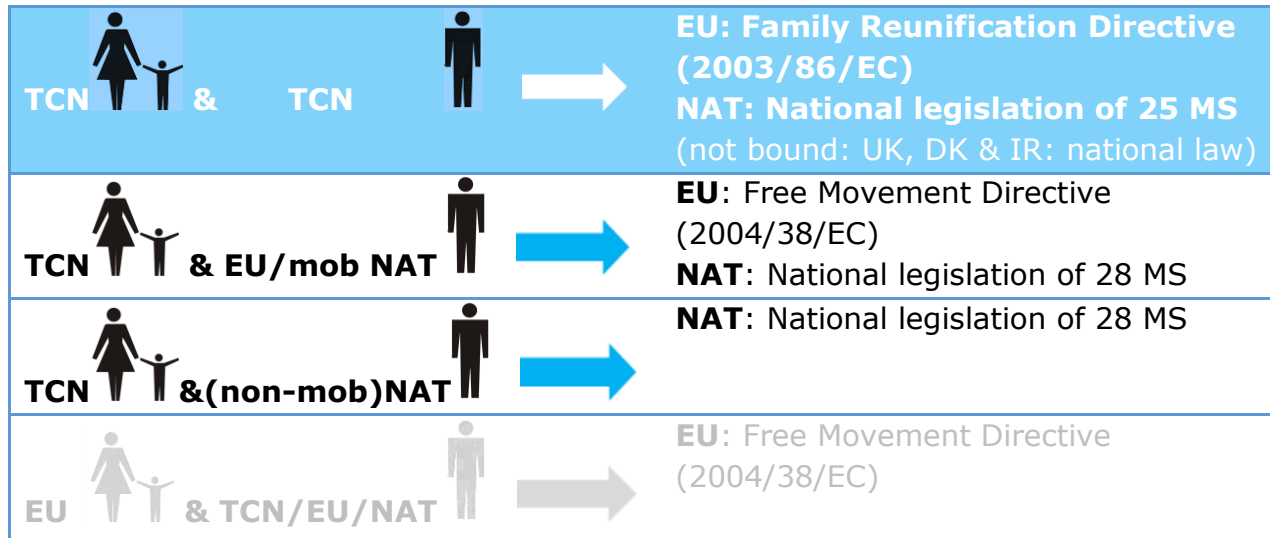 EU: Family Reunification Directive
(2003/86/EC)
TCN & TCN
NAT: National legislation of 25 MS
(not bound: UK, DK & IR: national law)
EU: Free Movement Directive
(2004/38/EC)
TCN & EU/mob NAT
NAT: National legislation of 28 MS
NAT: National legislation of 28 MS
TCN &(non-mob)NAT
EU: Free Movement Directive
(2004/38/EC)
EU & TCN/EU/NAT